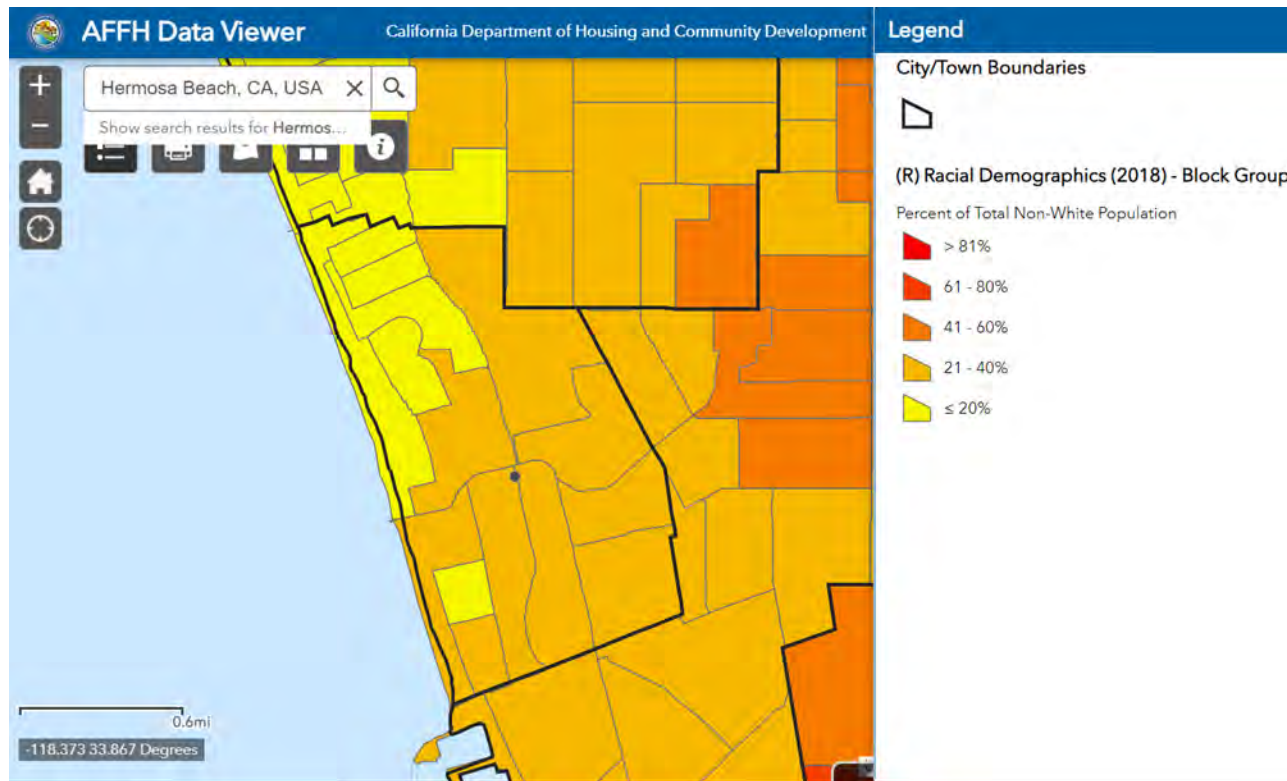 AFFH Data Viewer
California Department of Housing and Community Development
Legend
+
Hermosa Beach, CA, USA
Show search results for Hermos...
−
i
City/Town Boundaries
(R) Racial Demographics (2018) - Block Group
Percent of Total Non-White Population
> 81%
61 - 80%
41 - 60%
21 - 40%
≤ 20%
0.6mi
-118.373 33.867 Degrees